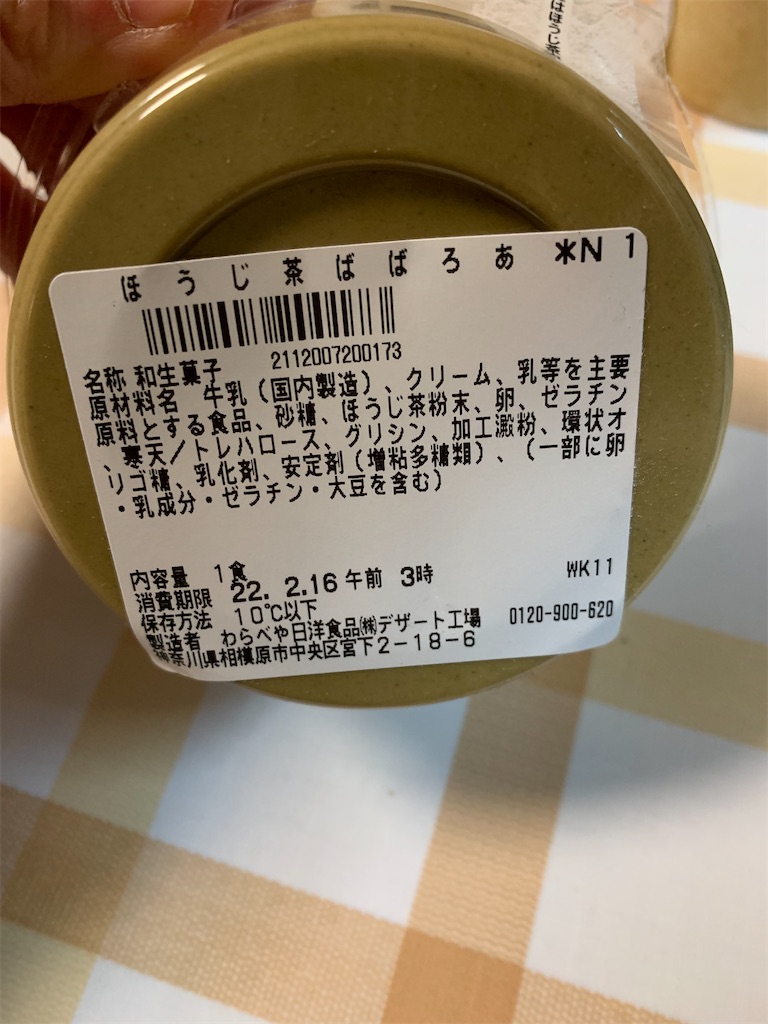 はほうじ茶
ほうじ茶ばばろあ ＊N 1
2112007200173
名称 和生菓子
原材料名 牛乳（国内製造）、クリーム、乳等を主要
原料とする食品、砂糖、ほうじ茶粉末、卵、ゼラチン
、寒天／トレハロース、グリシン、加工澱粉、環状オ
リゴ糖、乳化剤、安定剤（増粘多糖類）、（一部に卵
・乳成分・ゼラチン・大豆を含む）
内容量 1食 WK11
消費期限 22. 2.16 午前 3時
保存方法 10℃以下 0120-900-620
製造者 わらべや日洋食品㈱デザート工場
神奈川県相模原市中央区宮下2-18-6